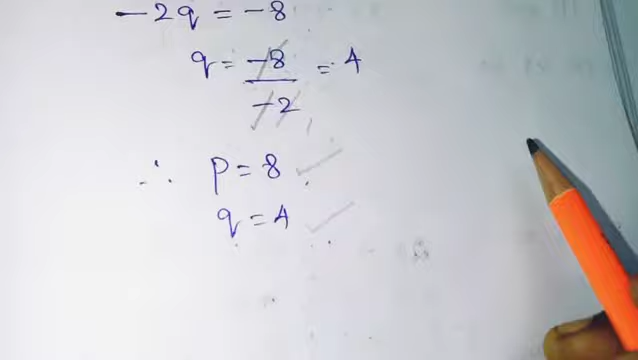 -2q = -8
q = -8/-2 = 4
∴ p = 8
q = 4